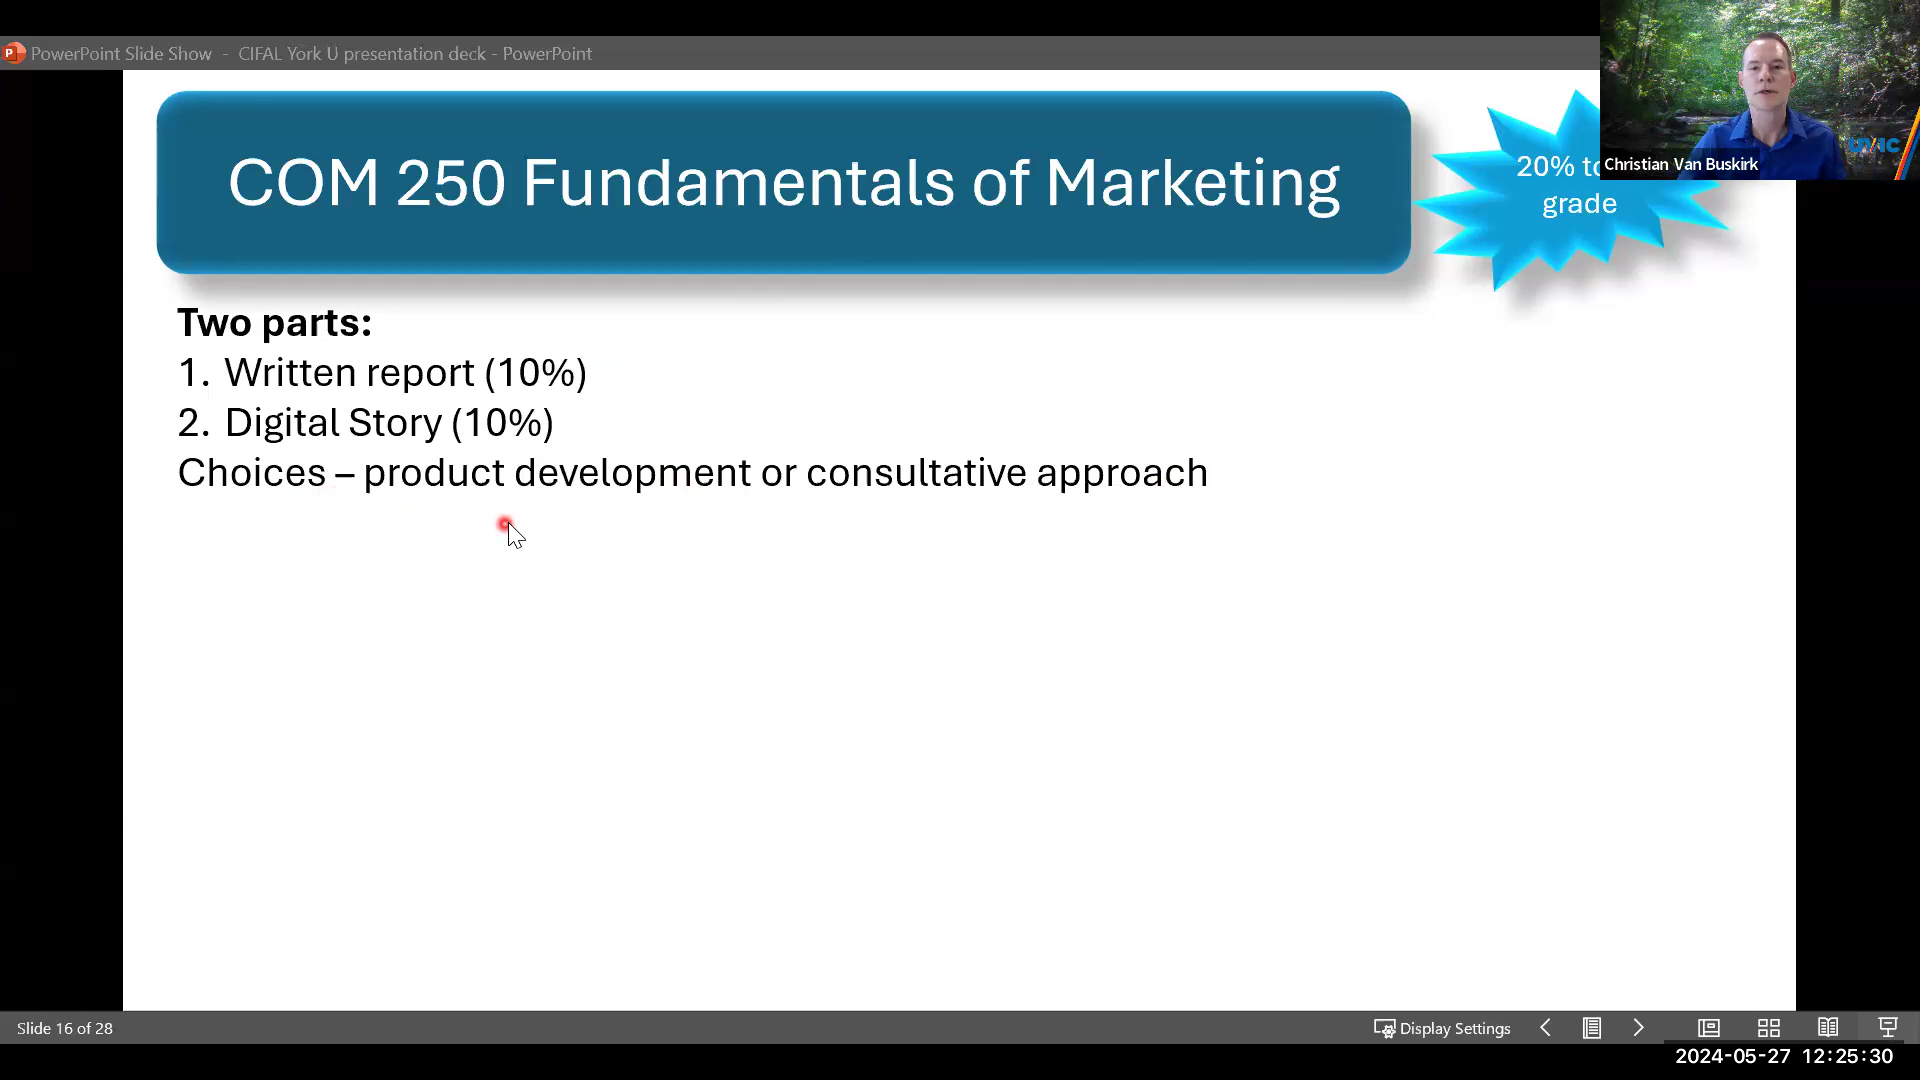 PowerPoint Slide Show - CIFAL York U presentation deck - PowerPoint
COM 250 Fundamentals of Marketing
20%
grade
Christian Van Buskirk
Two parts:
1. Written report (10%)
2. Digital Story (10%)
Choices – product development or consultative approach
Slide 16 of 28
Display Settings
2024-05-27 12:25:30